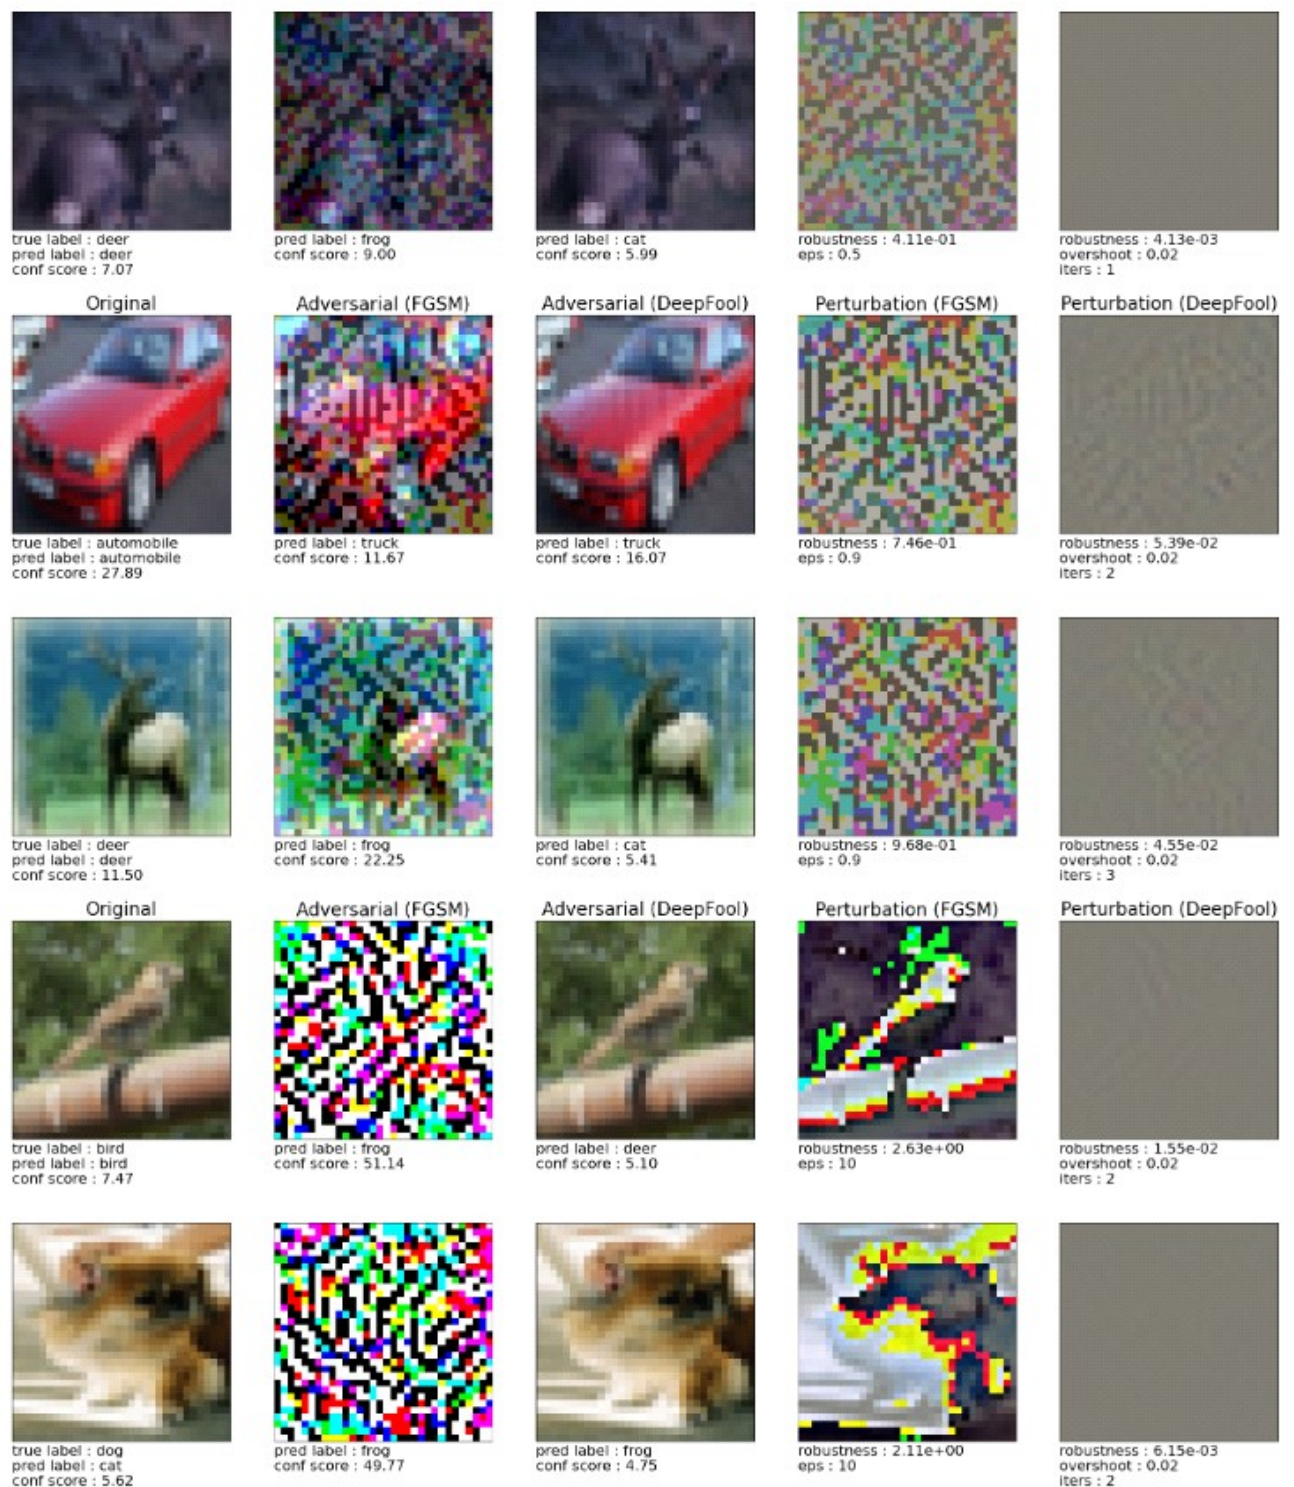 true label : deer
pred label : deer
conf score : 7.07
pred label : frog
conf score : 9.00
pred label : cat
conf score : 5.99
robustness : 4.11e-01
eps : 0.5
robustness : 4.13e-03
overshoot : 0.02
iters : 1
Original
Adversarial (FGSM)
Adversarial (DeepFool)
Perturbation (FGSM)
Perturbation (DeepFool)
true label : automobile
pred label : automobile
conf score : 27.89
pred label : truck
conf score : 11.67
pred label : truck
conf score : 16.07
robustness : 7.46e-01
eps : 0.9
robustness : 5.39e-02
overshoot : 0.02
iters : 2
true label : deer
pred label : deer
conf score : 11.50
pred label : frog
conf score : 22.25
pred label : cat
conf score : 5.41
robustness : 9.68e-01
eps : 0.9
robustness : 4.55e-02
overshoot : 0.02
iters : 3
Original
Adversarial (FGSM)
Adversarial (DeepFool)
Perturbation (FGSM)
Perturbation (DeepFool)
true label : bird
pred label : bird
conf score : 7.47
pred label : frog
conf score : 51.14
pred label : deer
conf score : 5.10
robustness : 2.63e+00
eps : 10
robustness : 1.55e-02
overshoot : 0.02
iters : 2
true label : dog
pred label : cat
conf score : 5.62
pred label : frog
conf score : 49.77
pred label : frog
conf score : 4.75
robustness : 2.11e+00
eps : 10
robustness : 6.15e-03
overshoot : 0.02
iters : 2